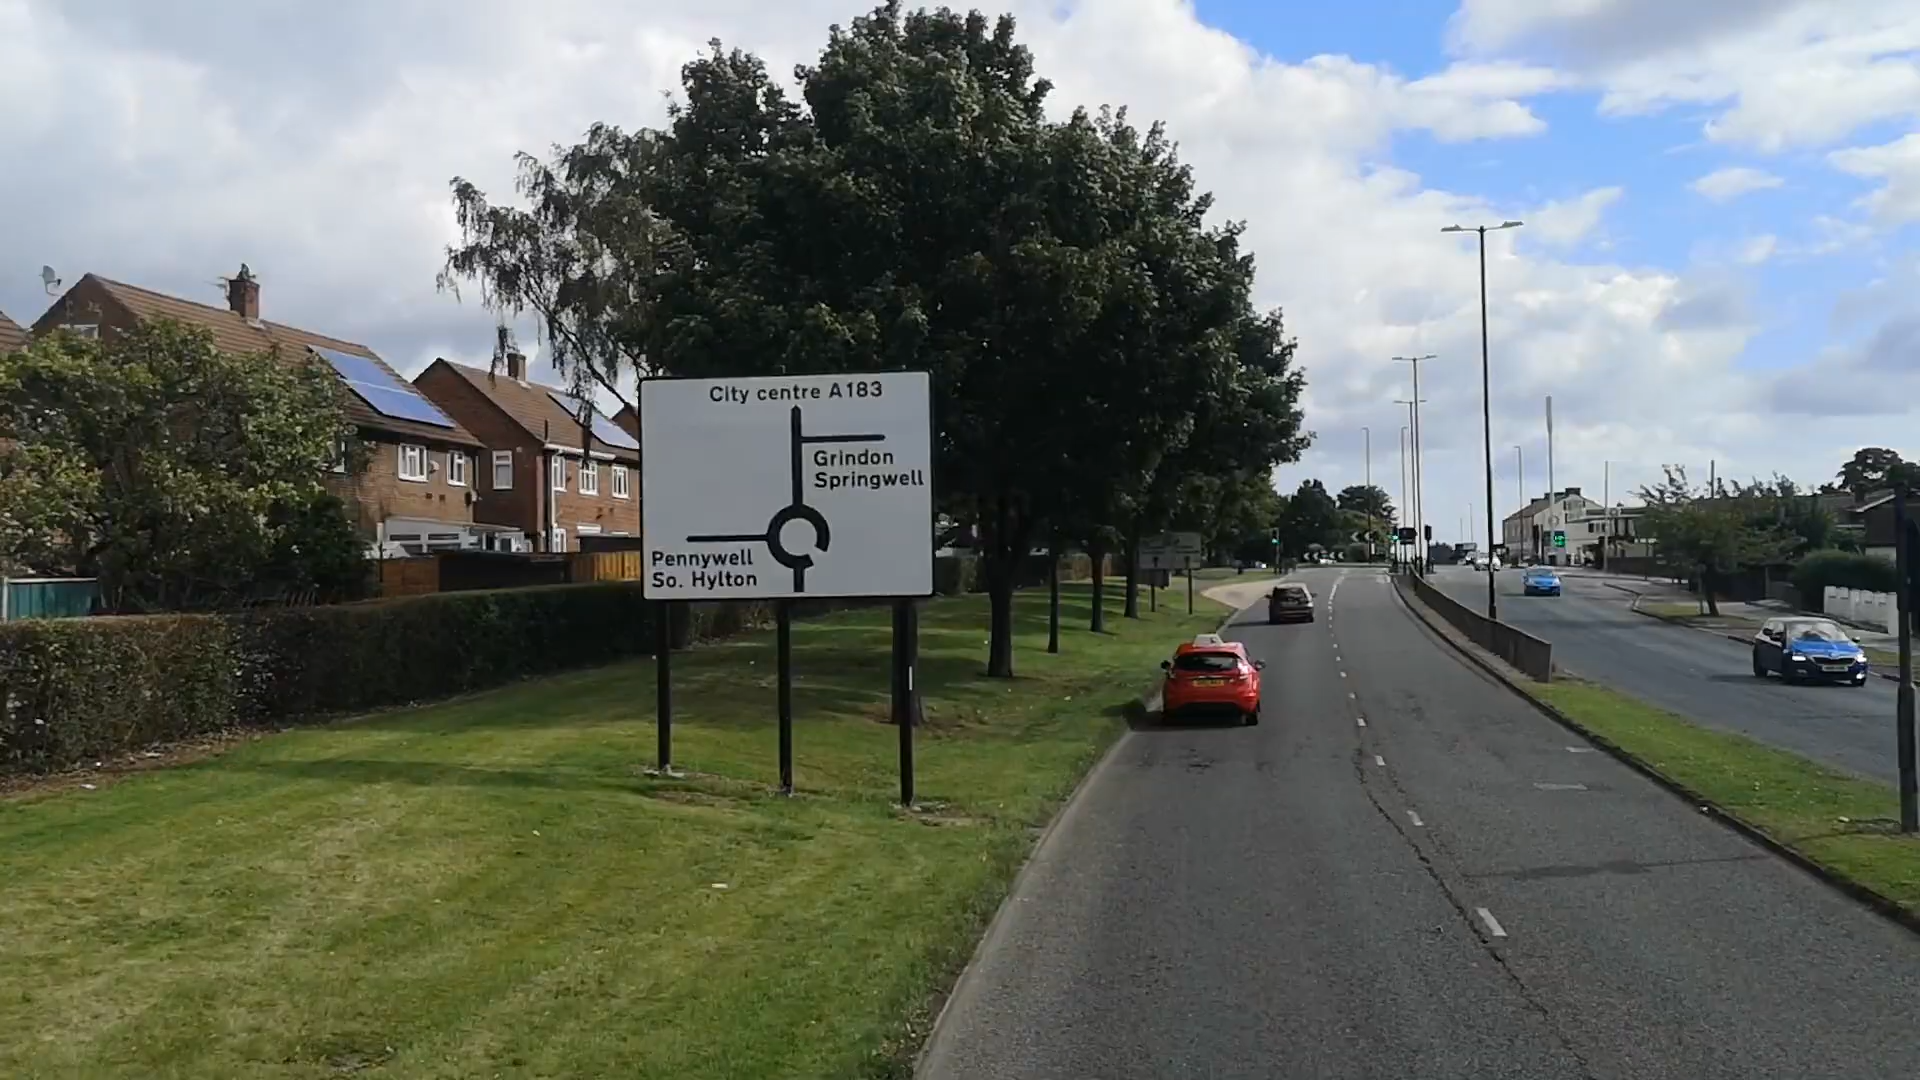 City centre A183
Grindon
Springwell
Pennywell
So. Hylton